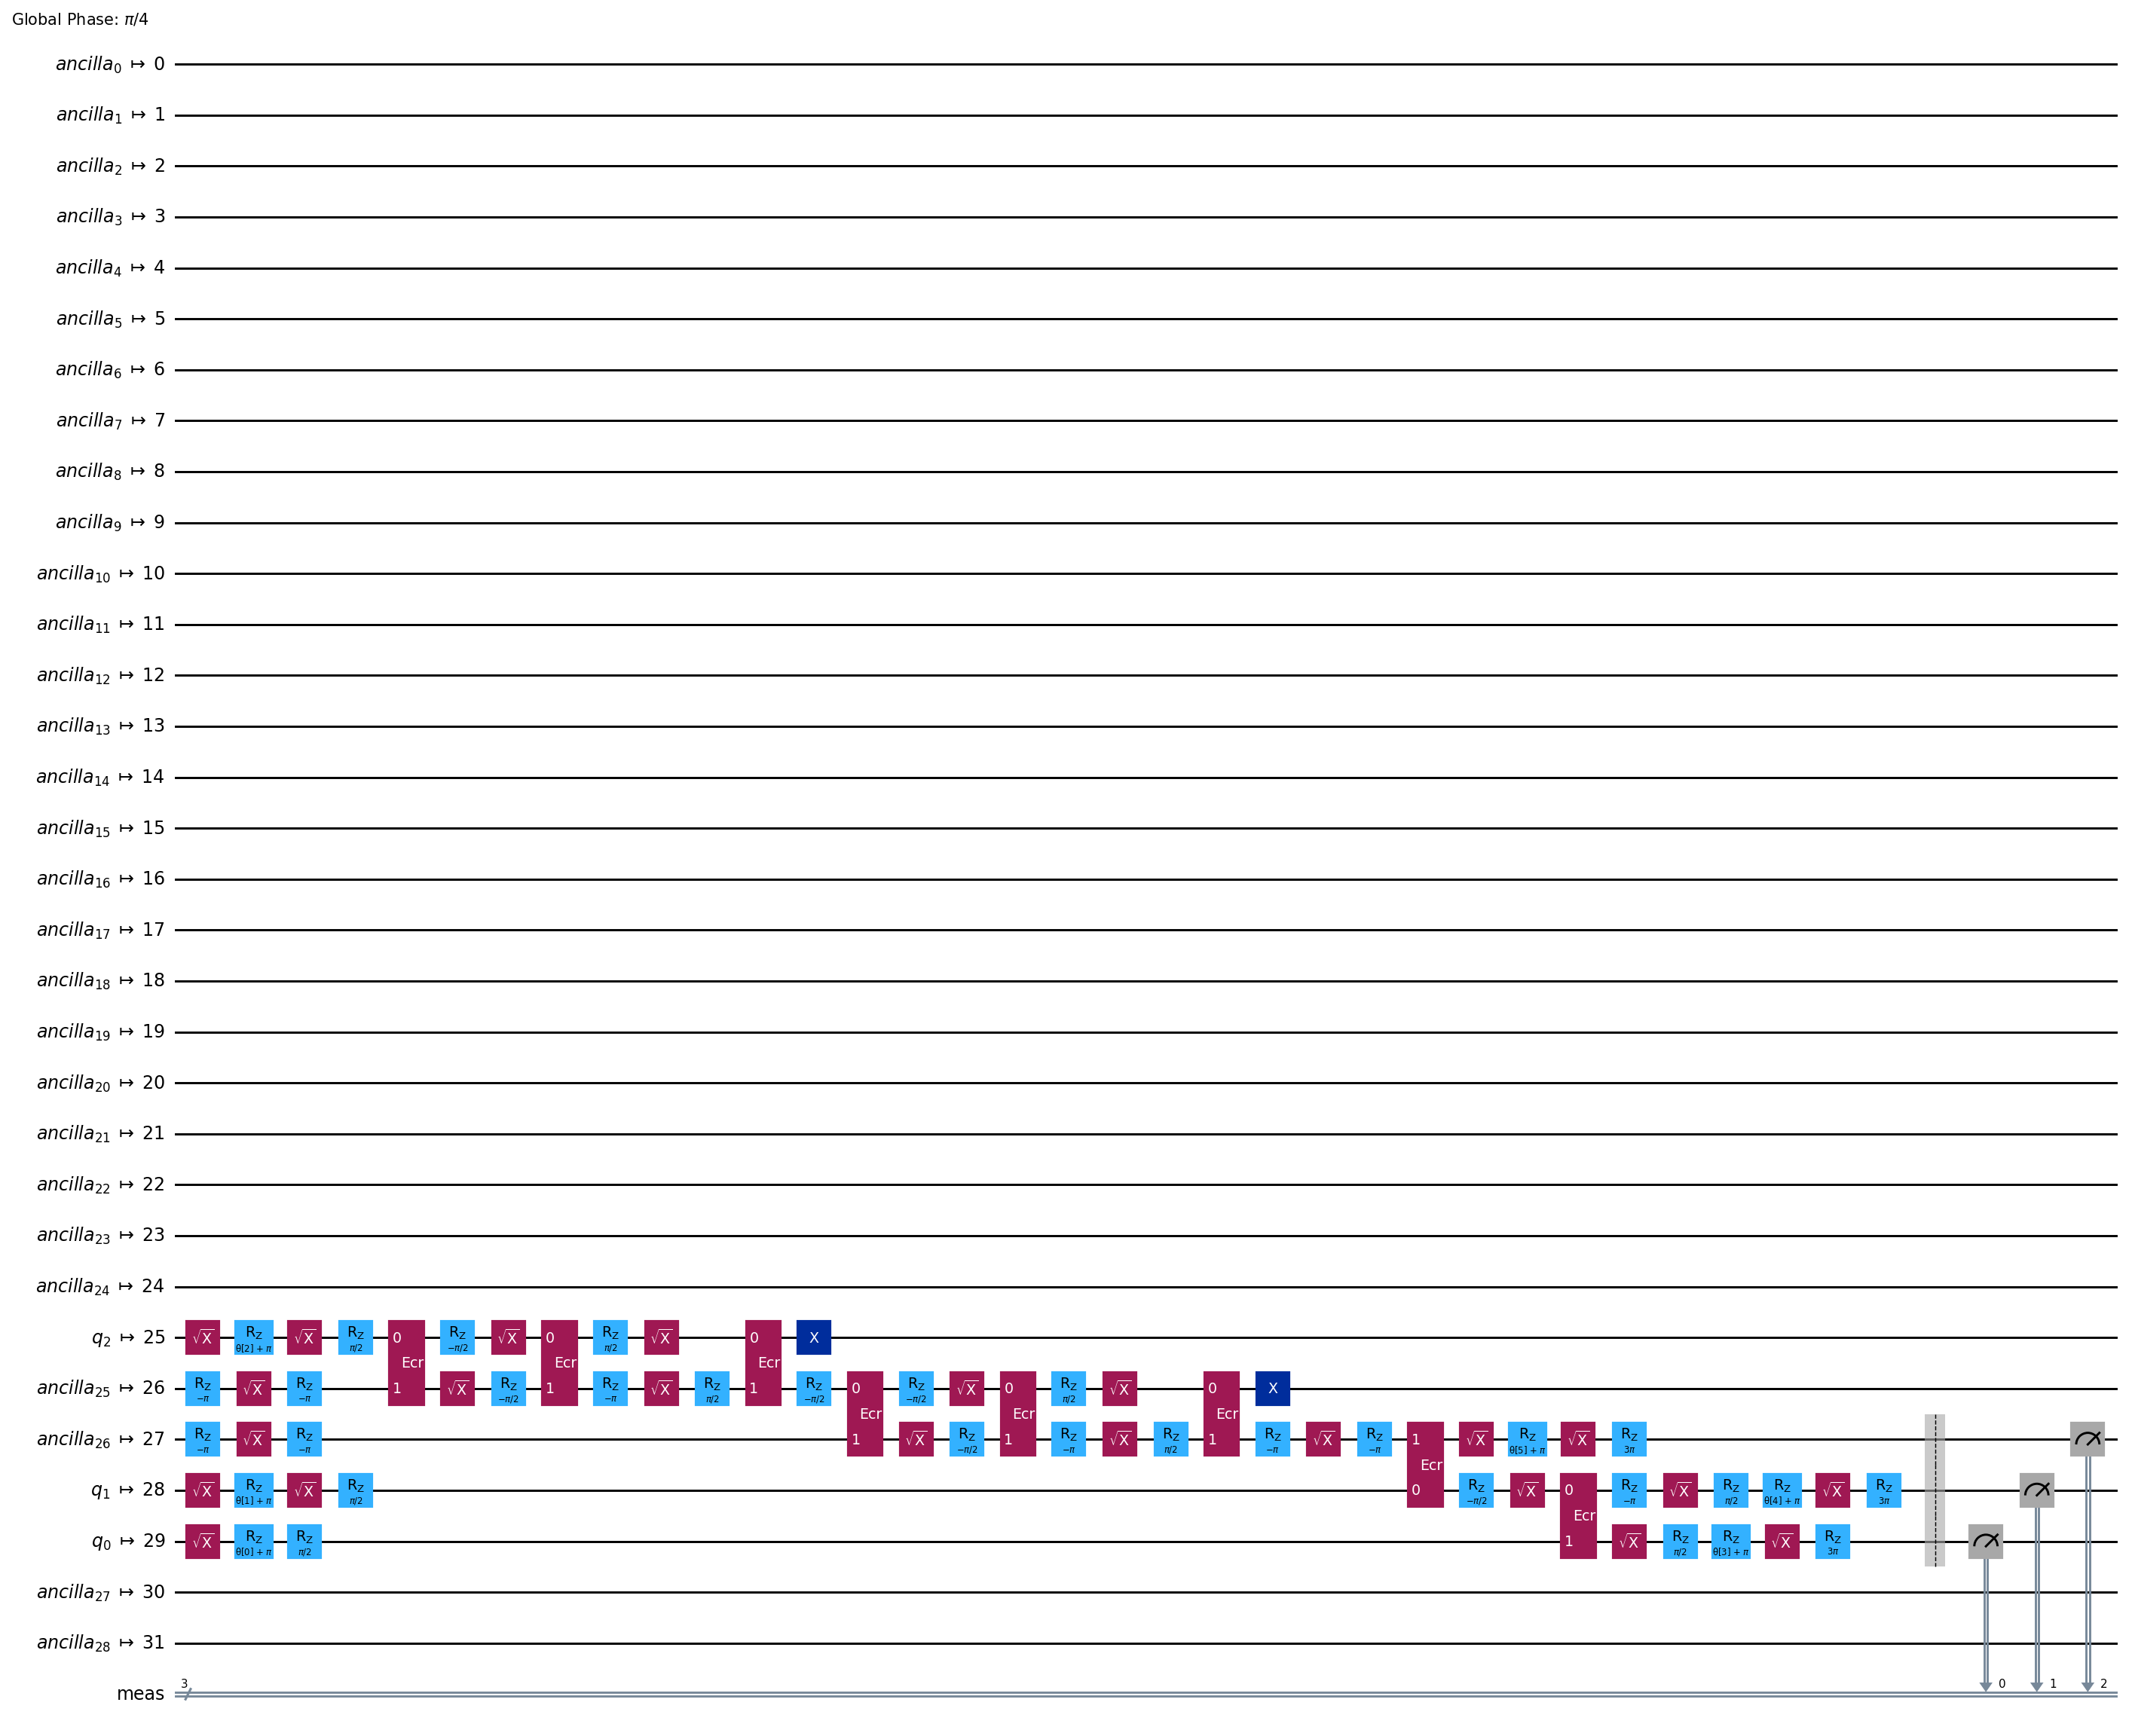 Global Phase: π/4
ancilla0 ↦ 0
ancilla1 ↦ 1
ancilla2 ↦ 2
ancilla3 ↦ 3
ancilla4 ↦ 4
ancilla5 ↦ 5
ancilla6 ↦ 6
ancilla7 ↦ 7
ancilla8 ↦ 8
ancilla9 ↦ 9
ancilla10 ↦ 10
ancilla11 ↦ 11
ancilla12 ↦ 12
ancilla13 ↦ 13
ancilla14 ↦ 14
ancilla15 ↦ 15
ancilla16 ↦ 16
ancilla17 ↦ 17
ancilla18 ↦ 18
ancilla19 ↦ 19
ancilla20 ↦ 20
ancilla21 ↦ 21
ancilla22 ↦ 22
ancilla23 ↦ 23
ancilla24 ↦ 24
q2 ↦ 25 √X RZ θ[2] + π √X RZ π/2 0 RZ −π/2 √X 0 RZ π/2 √X 0 X
Ecr Ecr Ecr
ancilla25 ↦ 26 RZ −π √X RZ −π 1 √X RZ −π/2 1 RZ −π √X RZ π/2 1 RZ −π/2 0 RZ −π/2 √X 0 RZ π/2 √X 0 X
Ecr Ecr Ecr
ancilla26 ↦ 27 RZ −π √X RZ −π 1 √X RZ −π/2 1 RZ −π √X RZ π/2 1 RZ −π √X RZ −π 1 √X RZ θ[5] + π √X RZ 3π
Ecr
q1 ↦ 28 √X RZ θ[1] + π √X RZ π/2 0 RZ −π/2 √X 0 RZ −π √X RZ π/2 RZ θ[4] + π √X RZ 3π
Ecr
q0 ↦ 29 √X RZ θ[0] + π RZ π/2 1 √X RZ π/2 RZ θ[3] + π √X RZ 3π
ancilla27 ↦ 30
ancilla28 ↦ 31
meas 3 0 1 2